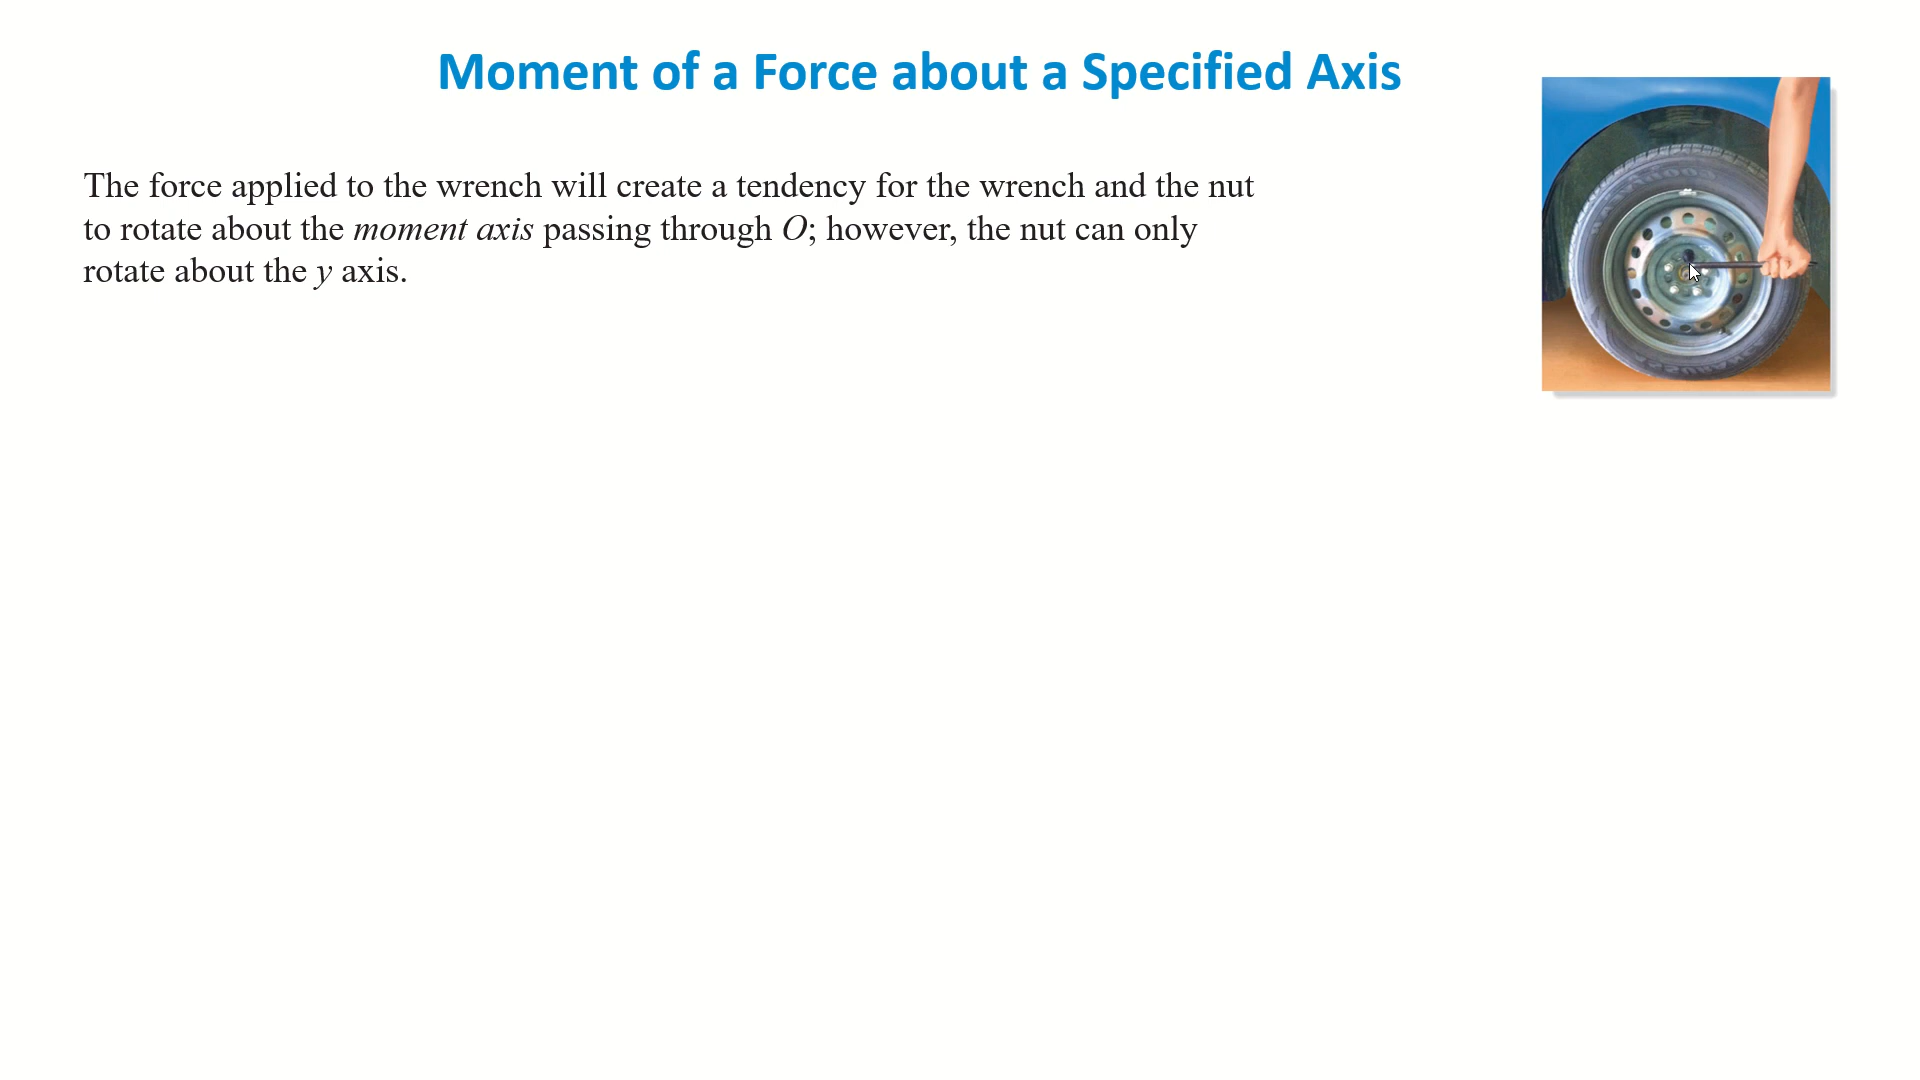 Moment of a Force about a Specified Axis
The force applied to the wrench will create a tendency for the wrench and the nut
to rotate about the moment axis passing through O; however, the nut can only
rotate about the y axis.